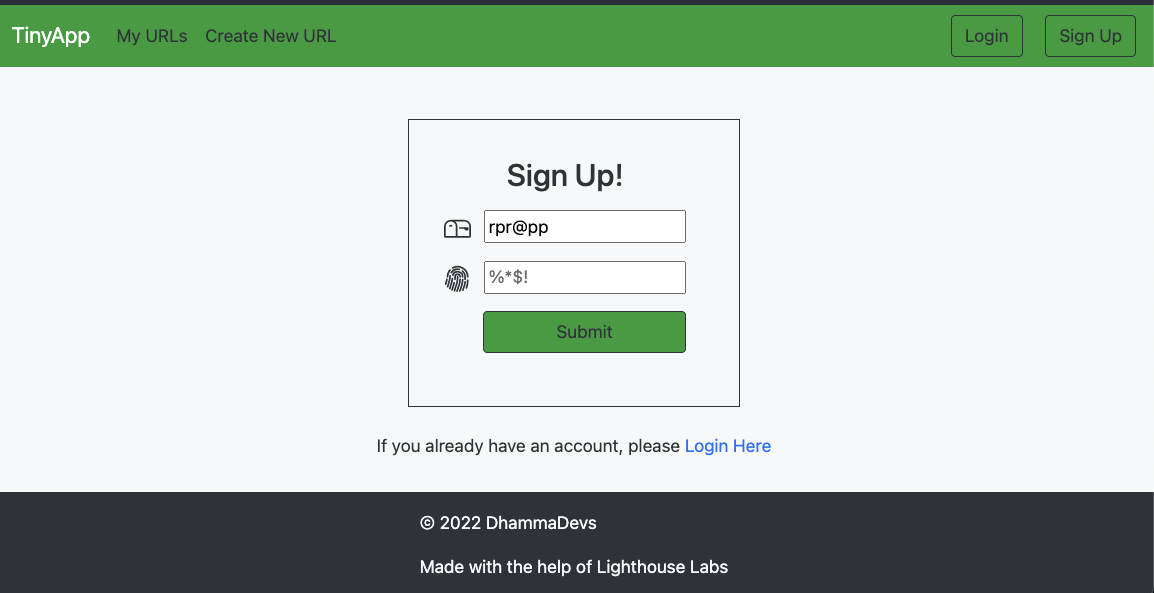 TinyApp My URLs Create New URL Login Sign Up
Sign Up!
rpr@pp
%*$!
Submit
If you already have an account, please Login Here
© 2022 DhammaDevs
Made with the help of Lighthouse Labs